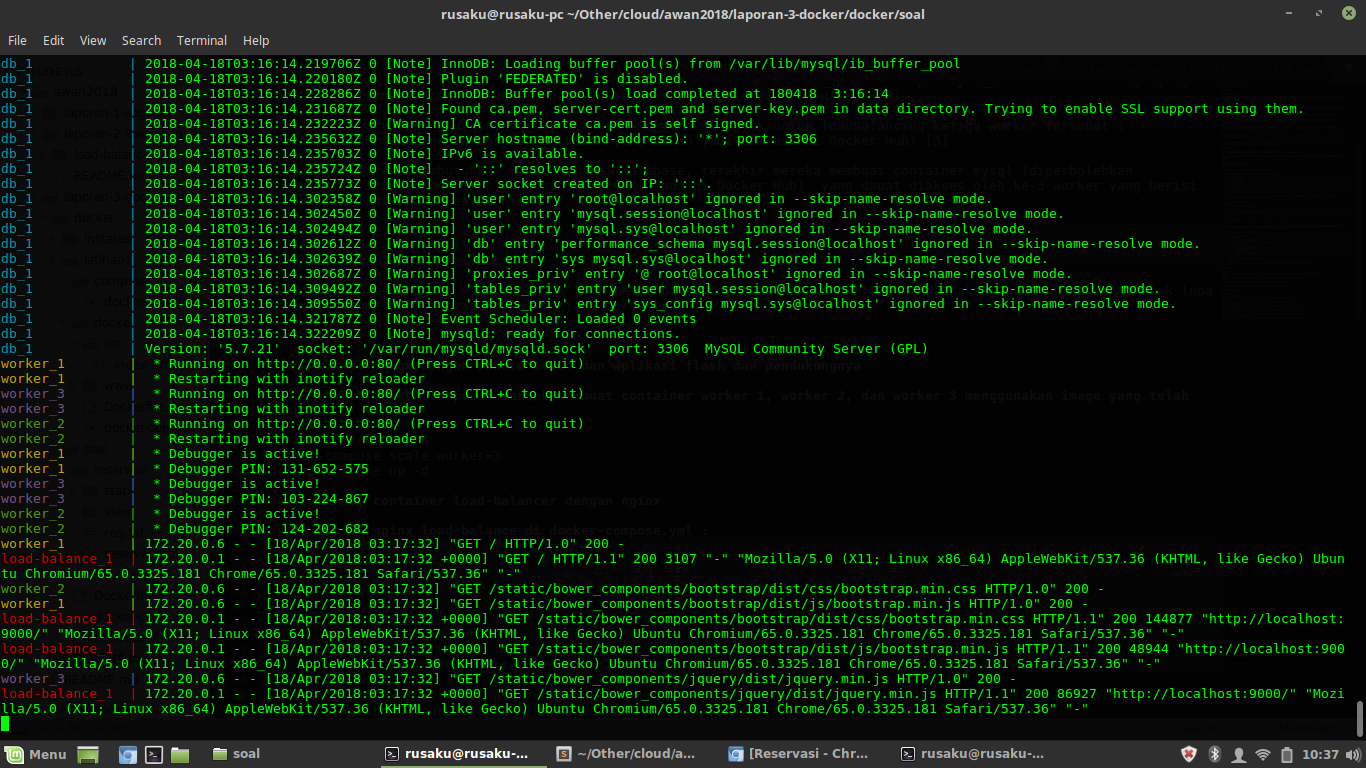 rusaku@rusaku-pc ~/Other/cloud/awan2018/laporan-3-docker/docker/soal
File Edit View Search Terminal Help
db_1 | 2018-04-18T03:16:14.219706Z 0 [Note] InnoDB: Loading buffer pool(s) from /var/lib/mysql/ib_buffer_pool
db_1 | 2018-04-18T03:16:14.220180Z 0 [Note] Plugin 'FEDERATED' is disabled.
db_1 | 2018-04-18T03:16:14.228286Z 0 [Note] InnoDB: Buffer pool(s) load completed at 180418  3:16:14
db_1 | 2018-04-18T03:16:14.231687Z 0 [Note] Found ca.pem, server-cert.pem and server-key.pem in data directory. Trying to enable SSL support using them.
db_1 | 2018-04-18T03:16:14.232223Z 0 [Warning] CA certificate ca.pem is self signed.
db_1 | 2018-04-18T03:16:14.235632Z 0 [Note] Server hostname (bind-address): '*'; port: 3306
db_1 | 2018-04-18T03:16:14.235703Z 0 [Note] IPv6 is available.
db_1 | 2018-04-18T03:16:14.235724Z 0 [Note]   - '::' resolves to '::';
db_1 | 2018-04-18T03:16:14.235773Z 0 [Note] Server socket created on IP: '::'.
db_1 | 2018-04-18T03:16:14.302358Z 0 [Warning] 'user' entry 'root@localhost' ignored in --skip-name-resolve mode.
db_1 | 2018-04-18T03:16:14.302450Z 0 [Warning] 'user' entry 'mysql.session@localhost' ignored in --skip-name-resolve mode.
db_1 | 2018-04-18T03:16:14.302494Z 0 [Warning] 'user' entry 'mysql.sys@localhost' ignored in --skip-name-resolve mode.
db_1 | 2018-04-18T03:16:14.302612Z 0 [Warning] 'db' entry 'performance_schema mysql.session@localhost' ignored in --skip-name-resolve mode.
db_1 | 2018-04-18T03:16:14.302639Z 0 [Warning] 'db' entry 'sys mysql.sys@localhost' ignored in --skip-name-resolve mode.
db_1 | 2018-04-18T03:16:14.302687Z 0 [Warning] 'proxies_priv' entry '@ root@localhost' ignored in --skip-name-resolve mode.
db_1 | 2018-04-18T03:16:14.309492Z 0 [Warning] 'tables_priv' entry 'user mysql.session@localhost' ignored in --skip-name-resolve mode.
db_1 | 2018-04-18T03:16:14.309550Z 0 [Warning] 'tables_priv' entry 'sys_config mysql.sys@localhost' ignored in --skip-name-resolve mode.
db_1 | 2018-04-18T03:16:14.321787Z 0 [Note] Event Scheduler: Loaded 0 events
db_1 | 2018-04-18T03:16:14.322209Z 0 [Note] mysqld: ready for connections.
db_1 | Version: '5.7.21'  socket: '/var/run/mysqld/mysqld.sock'  port: 3306  MySQL Community Server (GPL)
worker_1 |  * Running on http://0.0.0.0:80/ (Press CTRL+C to quit)
worker_1 |  * Restarting with inotify reloader
worker_3 |  * Running on http://0.0.0.0:80/ (Press CTRL+C to quit)
worker_3 |  * Restarting with inotify reloader
worker_2 |  * Running on http://0.0.0.0:80/ (Press CTRL+C to quit)
worker_2 |  * Restarting with inotify reloader
worker_1 |  * Debugger is active!
worker_1 |  * Debugger PIN: 131-652-575
worker_3 |  * Debugger is active!
worker_3 |  * Debugger PIN: 103-224-867
worker_2 |  * Debugger is active!
worker_2 |  * Debugger PIN: 124-202-682
worker_1 | 172.20.0.6 - - [18/Apr/2018 03:17:32] "GET / HTTP/1.0" 200 -
load-balance_1 | 172.20.0.1 - - [18/Apr/2018:03:17:32 +0000] "GET / HTTP/1.1" 200 3107 "-" "Mozilla/5.0 (X11; Linux x86_64) AppleWebKit/537.36 (KHTML, like Gecko) Ubun
tu Chromium/65.0.3325.181 Chrome/65.0.3325.181 Safari/537.36" "-"
worker_2 | 172.20.0.6 - - [18/Apr/2018 03:17:32] "GET /static/bower_components/bootstrap/dist/css/bootstrap.min.css HTTP/1.0" 200 -
worker_1 | 172.20.0.6 - - [18/Apr/2018 03:17:32] "GET /static/bower_components/bootstrap/dist/js/bootstrap.min.js HTTP/1.0" 200 -
load-balance_1 | 172.20.0.1 - - [18/Apr/2018:03:17:32 +0000] "GET /static/bower_components/bootstrap/dist/css/bootstrap.min.css HTTP/1.1" 200 144877 "http://localhost:
9000/" "Mozilla/5.0 (X11; Linux x86_64) AppleWebKit/537.36 (KHTML, like Gecko) Ubuntu Chromium/65.0.3325.181 Chrome/65.0.3325.181 Safari/537.36" "-"
load-balance_1 | 172.20.0.1 - - [18/Apr/2018:03:17:32 +0000] "GET /static/bower_components/bootstrap/dist/js/bootstrap.min.js HTTP/1.1" 200 48944 "http://localhost:900
0/" "Mozilla/5.0 (X11; Linux x86_64) AppleWebKit/537.36 (KHTML, like Gecko) Ubuntu Chromium/65.0.3325.181 Chrome/65.0.3325.181 Safari/537.36" "-"
worker_3 | 172.20.0.6 - - [18/Apr/2018 03:17:32] "GET /static/bower_components/jquery/dist/jquery.min.js HTTP/1.0" 200 -
load-balance_1 | 172.20.0.1 - - [18/Apr/2018:03:17:32 +0000] "GET /static/bower_components/jquery/dist/jquery.min.js HTTP/1.1" 200 86927 "http://localhost:9000/" "Mozi
lla/5.0 (X11; Linux x86_64) AppleWebKit/537.36 (KHTML, like Gecko) Ubuntu Chromium/65.0.3325.181 Chrome/65.0.3325.181 Safari/537.36" "-"
Menu soal rusaku@rusaku-... ~/Other/cloud/a... [Reservasi - Chr... rusaku@rusaku-... 10:37